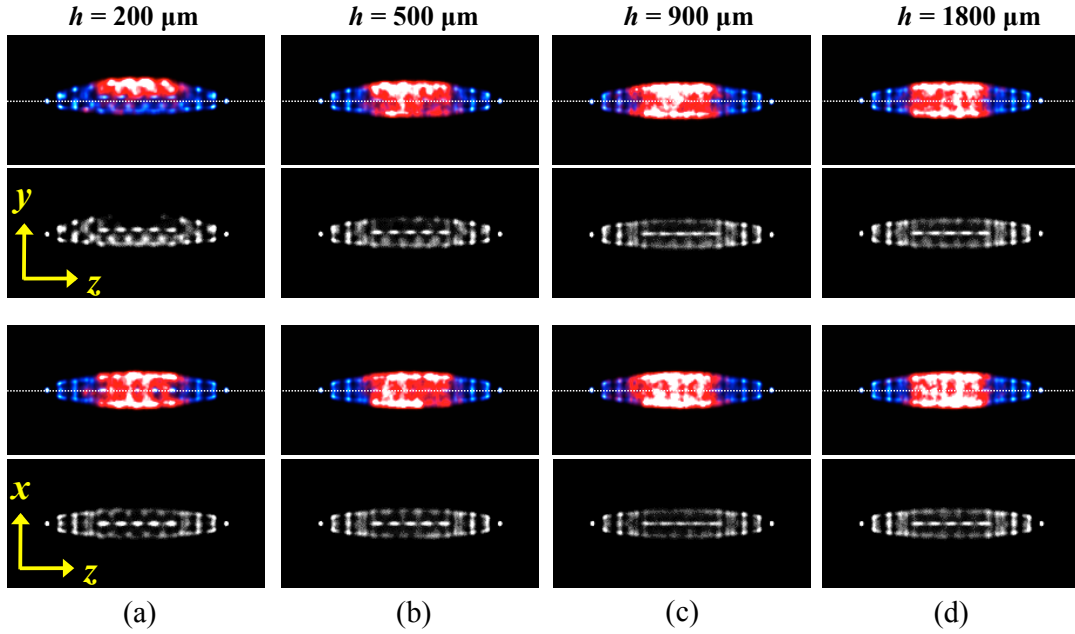 h = 200 μm h = 500 μm h = 900 μm h = 1800 μm
y
z
x
z
(a) (b) (c) (d)